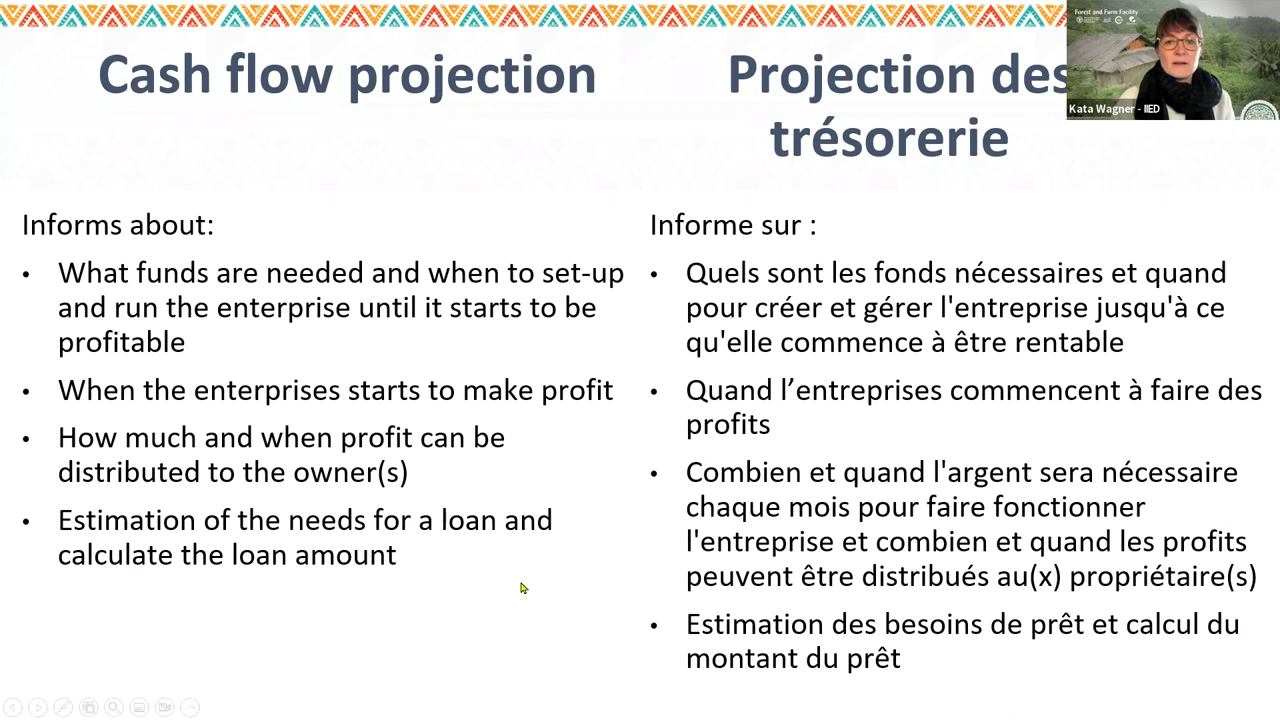 Cash flow projection
Informs about:
• What funds are needed and when to set-up
and run the enterprise until it starts to be
profitable
• When the enterprises starts to make profit
• How much and when profit can be
distributed to the owner(s)
• Estimation of the needs for a loan and
calculate the loan amount
Projection des
trésorerie
Informe sur :
• Quels sont les fonds nécessaires et quand
pour créer et gérer l'entreprise jusqu'à ce
qu'elle commence à être rentable
• Quand l’entreprises commencent à faire des
profits
• Combien et quand l'argent sera nécessaire
chaque mois pour faire fonctionner
l'entreprise et combien et quand les profits
peuvent être distribués au(x) propriétaire(s)
• Estimation des besoins de prêt et calcul du
montant du prêt
Forest and Farm Facility
Kata Wagner - IIED